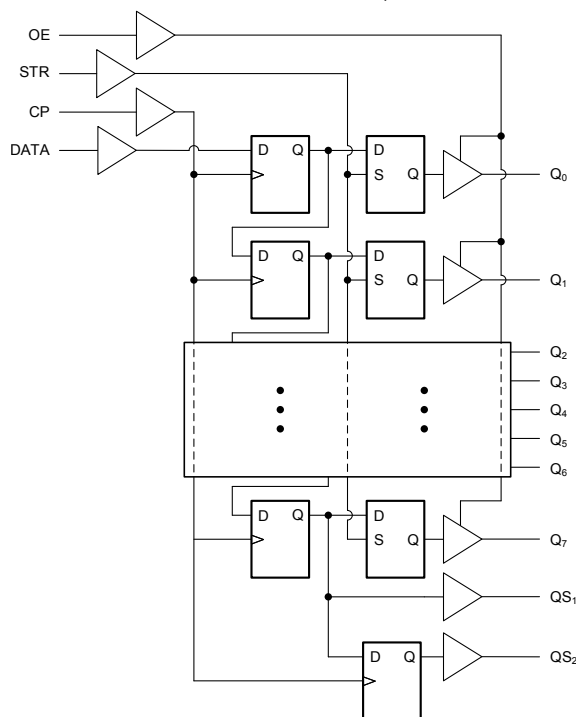 OE
STR
CP
DATA
D Q D
S Q Q0
D Q D
S Q Q1
Q2
Q3
Q4
Q5
Q6
D Q D
S Q Q7
QS1
D Q QS2